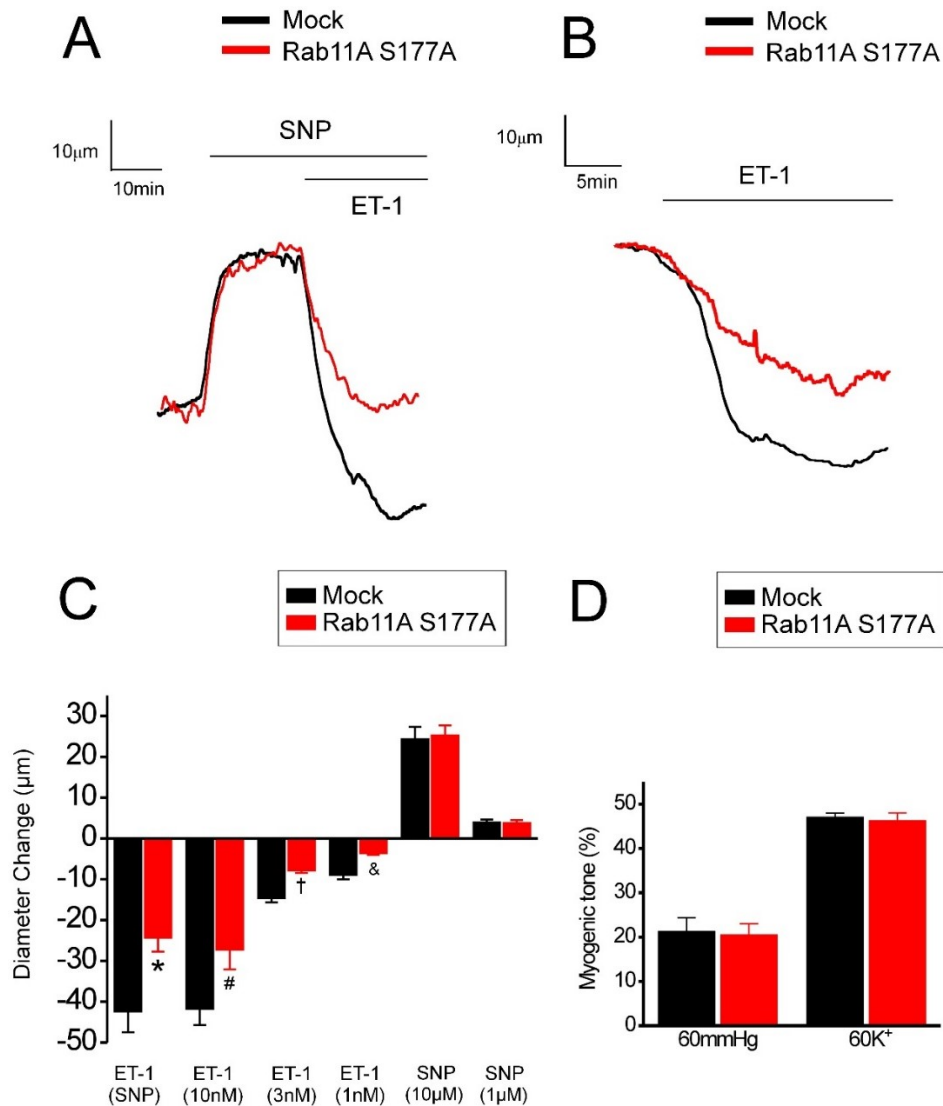 A
Mock
Rab11A S177A
SNP
10μm
10min
ET-1
B
Mock
Rab11A S177A
10μm
5min
ET-1
C
Mock
Rab11A S177A
Diameter Change (μm)
30
20
10
0
-10
-20
-30
-40
-50
*
#
†
&
ET-1
(SNP)
ET-1
(10nM)
ET-1
(3nM)
ET-1
(1nM)
SNP
(10μM)
SNP
(1μM)
D
Mock
Rab11A S177A
Myogenic tone (%)
50
40
30
20
10
0
60mmHg
60K⁺